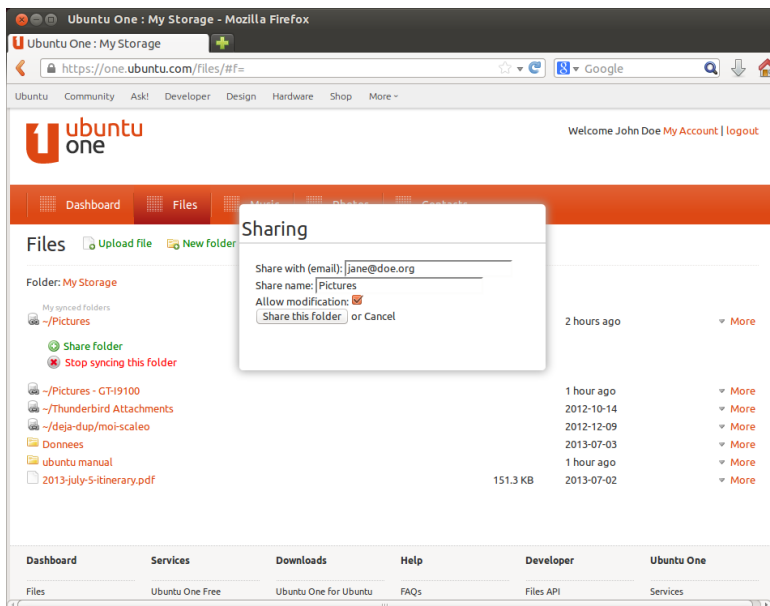 Ubuntu One : My Storage - Mozilla Firefox
Ubuntu One : My Storage
https://one.ubuntu.com/files/#f=
Google
Ubuntu Community Ask! Developer Design Hardware Shop More
ubuntu
one
Welcome John Doe My Account | logout
Dashboard Files Music Photos Contacts
Sharing
Files Upload file New folder
Share with (email): jane@doe.org
Share name: Pictures
Allow modification:
Share this folder or Cancel
Folder: My Storage
My synced folders
~/Pictures 2 hours ago More
Share folder
Stop syncing this folder
~/Pictures - GT-I9100 1 hour ago More
~/Thunderbird Attachments 2012-10-14 More
~/deja-dup/moi-scaleo 2012-12-09 More
Donnees 2013-07-03 More
ubuntu manual 1 hour ago More
2013-july-5-itinerary.pdf 151.3 KB 2013-07-02 More
Dashboard Services Downloads Help Developer Ubuntu One
Files Ubuntu One Free Ubuntu One for Ubuntu FAQs Files API Services